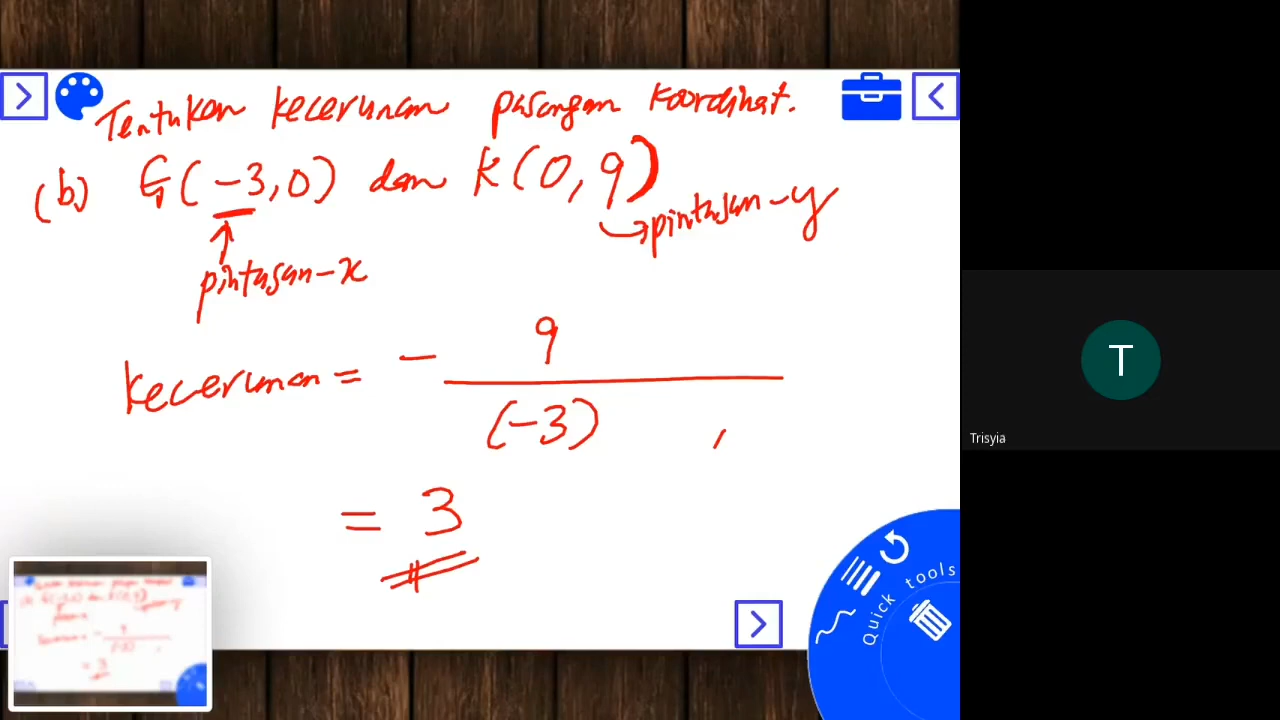 Tentukan kecerunan pasangan koordinat.
(b) G(-3,0) dan K(0,9)
pintasan-y
pintasan-x
kecerunan = - 9
(-3)
= 3
T
Trisyia
Quick tools